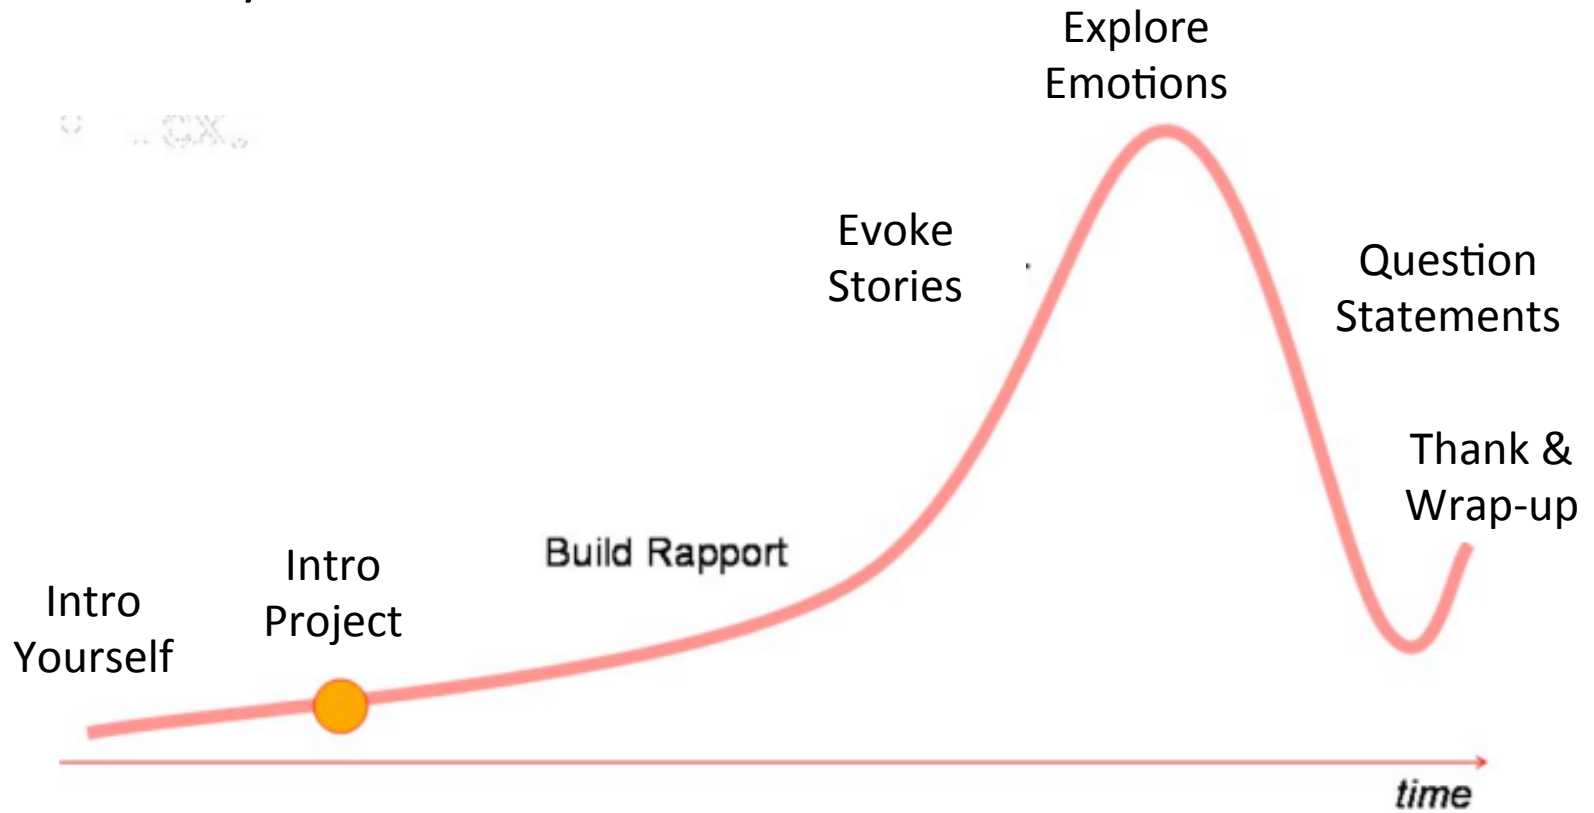 Explore
Emotions
Evoke
Stories
Question
Statements
Thank &
Wrap-up
Build Rapport
Intro
Project
Intro
Yourself
time